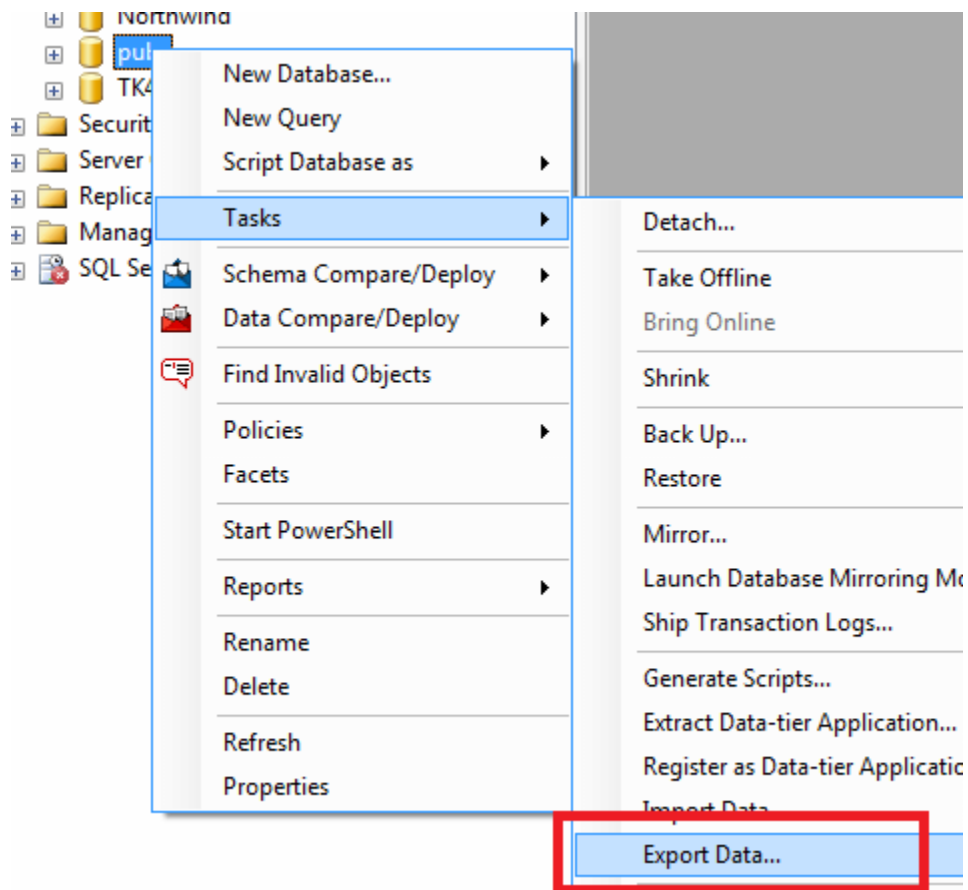 Northwind
New Database...
New Query
Script Database as
Tasks
Schema Compare/Deploy
Data Compare/Deploy
Find Invalid Objects
Policies
Facets
Start PowerShell
Reports
Rename
Delete
Refresh
Properties
Detach...
Take Offline
Bring Online
Shrink
Back Up...
Restore
Mirror...
Launch Database Mirroring Mo
Ship Transaction Logs...
Generate Scripts...
Extract Data-tier Application...
Register as Data-tier Applicatio
Import Data
Export Data...
TK4
Securit
Server
Replica
Manag
SQL Se